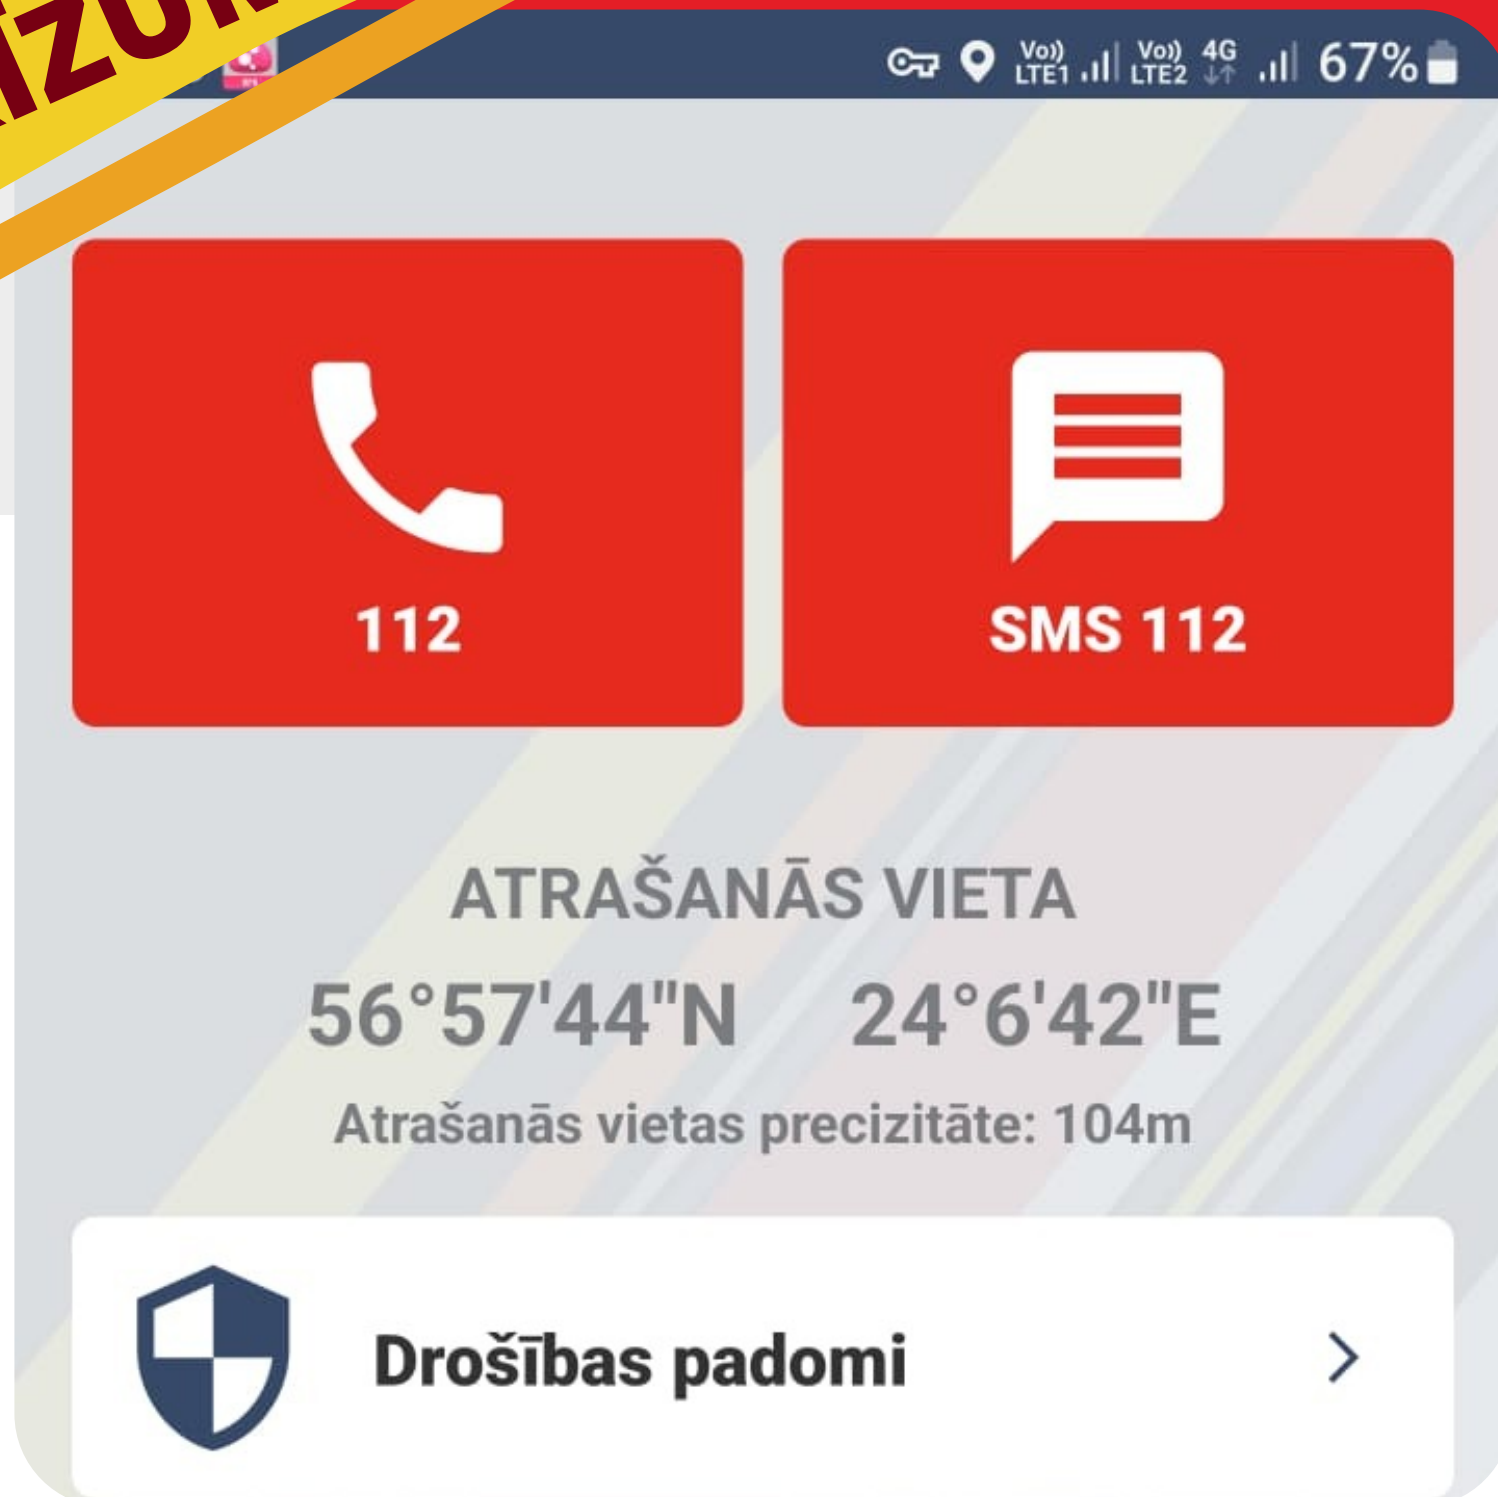 Vo)) LTE1 Vo)) LTE2 4G 67%
112
SMS 112
ATRAŠANĀS VIETA
56°57'44"N 24°6'42"E
Atrašanās vietas precizitāte: 104m
Drošības padomi